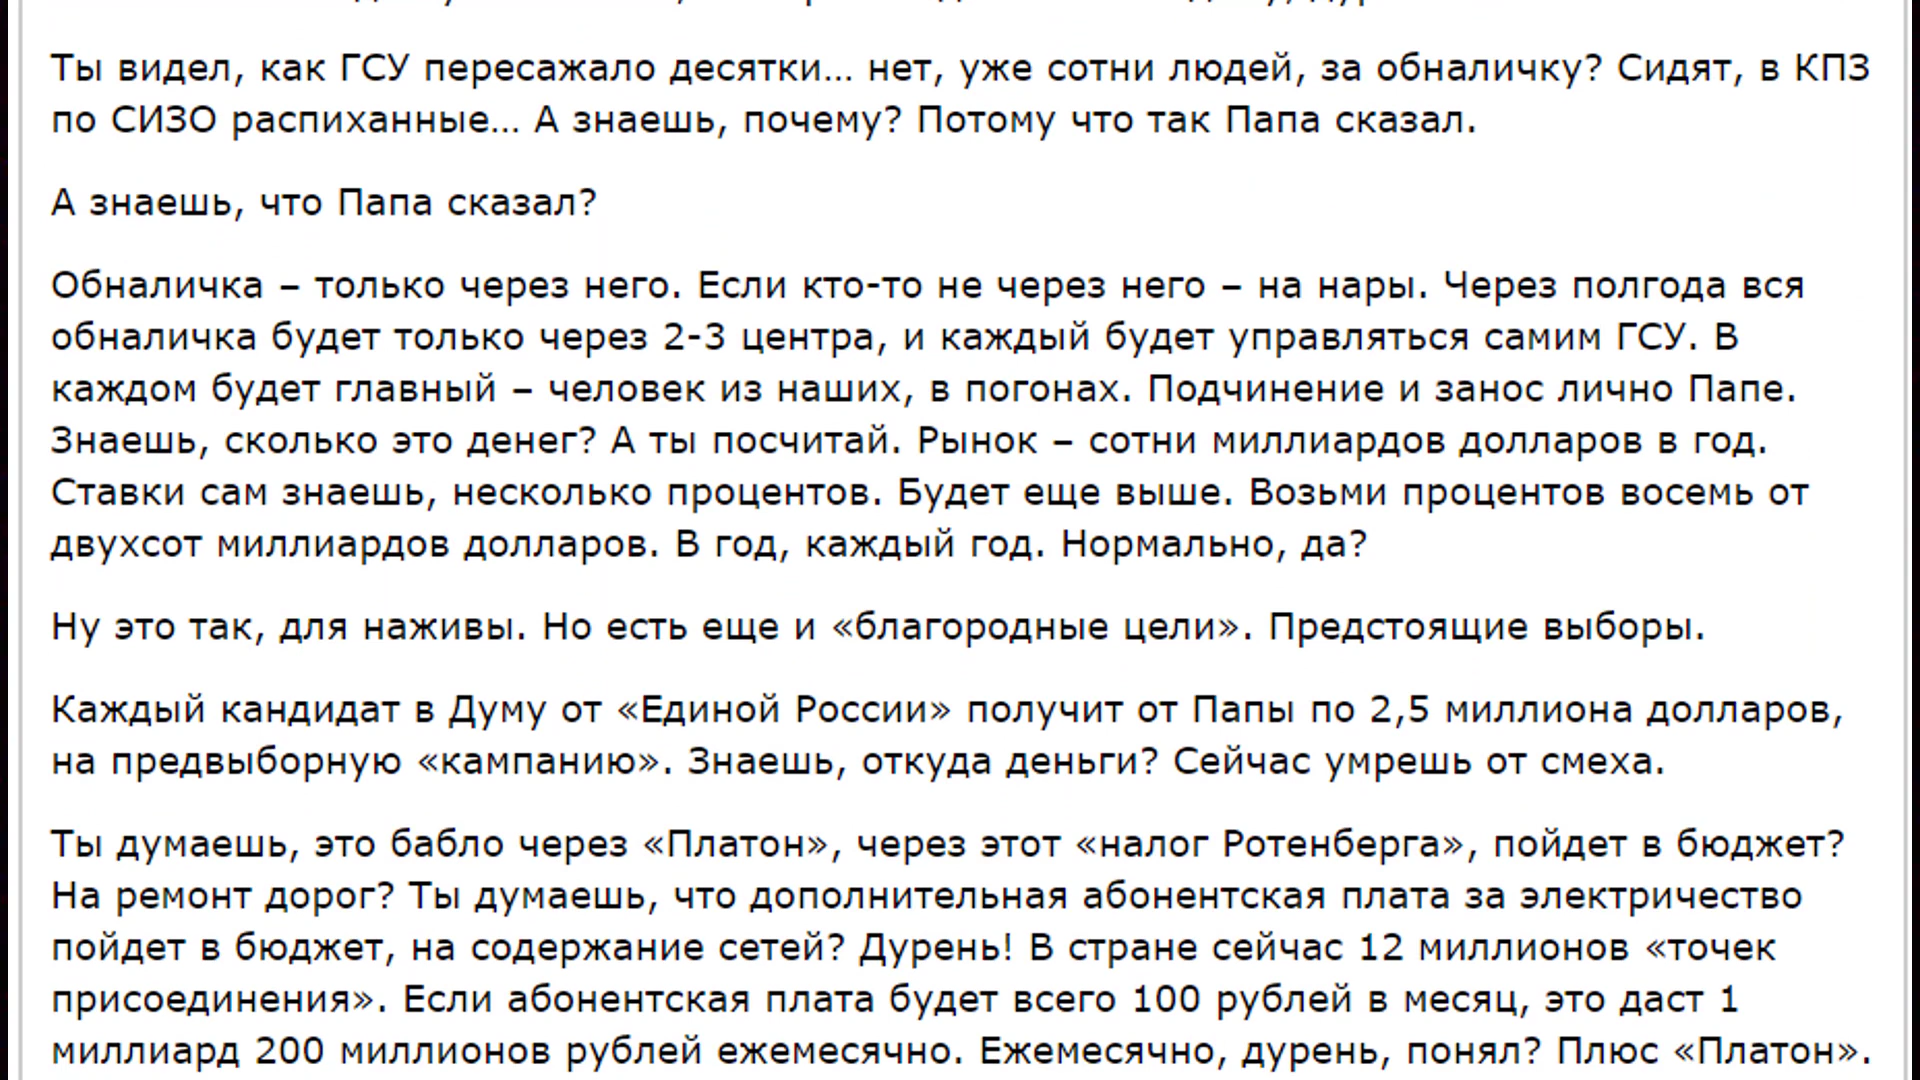 Ты видел, как ГСУ пересажало десятки... нет, уже сотни людей, за обналичку? Сидят, в КПЗ
по СИЗО распиханные... А знаешь, почему? Потому что так Папа сказал.
А знаешь, что Папа сказал?
Обналичка – только через него. Если кто-то не через него – на нары. Через полгода вся
обналичка будет только через 2-3 центра, и каждый будет управляться самим ГСУ. В
каждом будет главный – человек из наших, в погонах. Подчинение и занос лично Папе.
Знаешь, сколько это денег? А ты посчитай. Рынок – сотни миллиардов долларов в год.
Ставки сам знаешь, несколько процентов. Будет еще выше. Возьми процентов восемь от
двухсот миллиардов долларов. В год, каждый год. Нормально, да?
Ну это так, для наживы. Но есть еще и «благородные цели». Предстоящие выборы.
Каждый кандидат в Думу от «Единой России» получит от Папы по 2,5 миллиона долларов,
на предвыборную «кампанию». Знаешь, откуда деньги? Сейчас умрешь от смеха.
Ты думаешь, это бабло через «Платон», через этот «налог Ротенберга», пойдет в бюджет?
На ремонт дорог? Ты думаешь, что дополнительная абонентская плата за электричество
пойдет в бюджет, на содержание сетей? Дурень! В стране сейчас 12 миллионов «точек
присоединения». Если абонентская плата будет всего 100 рублей в месяц, это даст 1
миллиард 200 миллионов рублей ежемесячно. Ежемесячно, дурень, понял? Плюс «Платон».